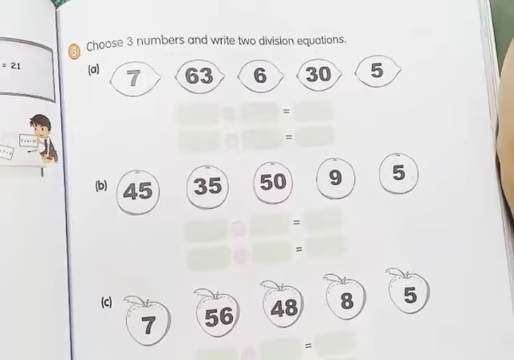 = 21
5 Choose 3 numbers and write two division equations.
(a) 7 63 6 30 5
=
=
(b) 45 35 50 9 5
=
=
(c) 7 56 48 8 5
=